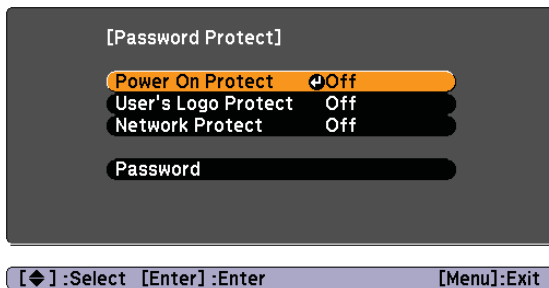 [Password Protect]
Power On Protect Off
User's Logo Protect Off
Network Protect Off
Password
[◆] :Select [Enter] :Enter [Menu]:Exit